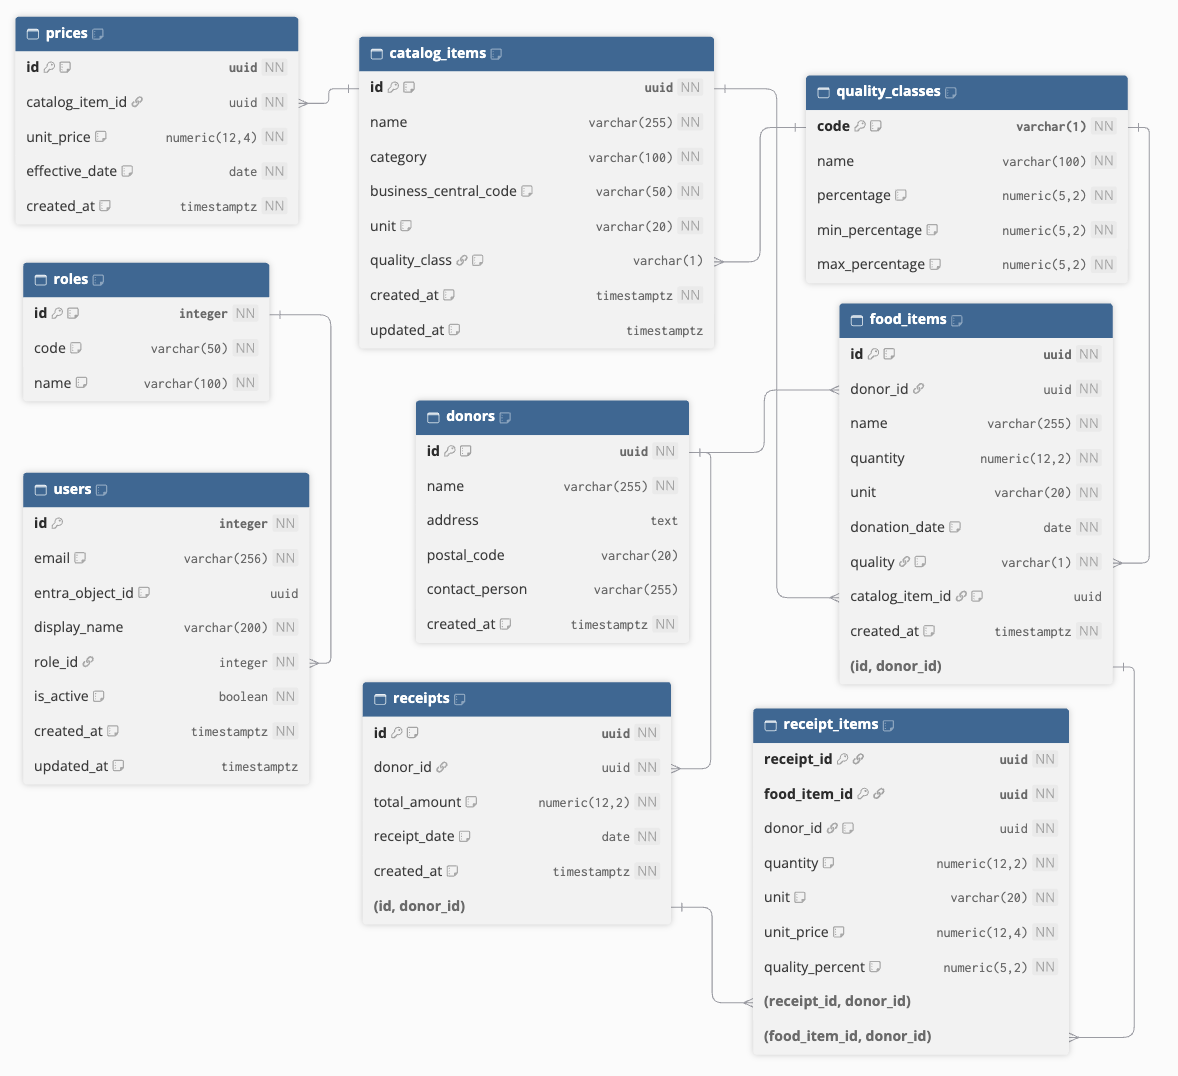 prices
id uuid NN
catalog_item_id uuid NN
unit_price numeric(12,4) NN
effective_date date NN
created_at timestamptz NN
catalog_items
id uuid NN
name varchar(255) NN
category varchar(100) NN
business_central_code varchar(50) NN
unit varchar(20) NN
quality_class varchar(1)
created_at timestamptz NN
updated_at timestamptz
quality_classes
code varchar(1) NN
name varchar(100) NN
percentage numeric(5,2) NN
min_percentage numeric(5,2) NN
max_percentage numeric(5,2) NN
roles
id integer NN
code varchar(50) NN
name varchar(100) NN
food_items
id uuid NN
donor_id uuid NN
name varchar(255) NN
quantity numeric(12,2) NN
unit varchar(20) NN
donation_date date NN
quality varchar(1) NN
catalog_item_id uuid
created_at timestamptz NN
(id, donor_id)
donors
id uuid NN
name varchar(255) NN
address text
postal_code varchar(20)
contact_person varchar(255)
created_at timestamptz NN
users
id integer NN
email varchar(256) NN
entra_object_id uuid
display_name varchar(200) NN
role_id integer NN
is_active boolean NN
created_at timestamptz NN
updated_at timestamptz
receipts
id uuid NN
donor_id uuid NN
total_amount numeric(12,2) NN
receipt_date date NN
created_at timestamptz NN
(id, donor_id)
receipt_items
receipt_id uuid NN
food_item_id uuid NN
donor_id uuid NN
quantity numeric(12,2) NN
unit varchar(20) NN
unit_price numeric(12,4) NN
quality_percent numeric(5,2) NN
(receipt_id, donor_id)
(food_item_id, donor_id)